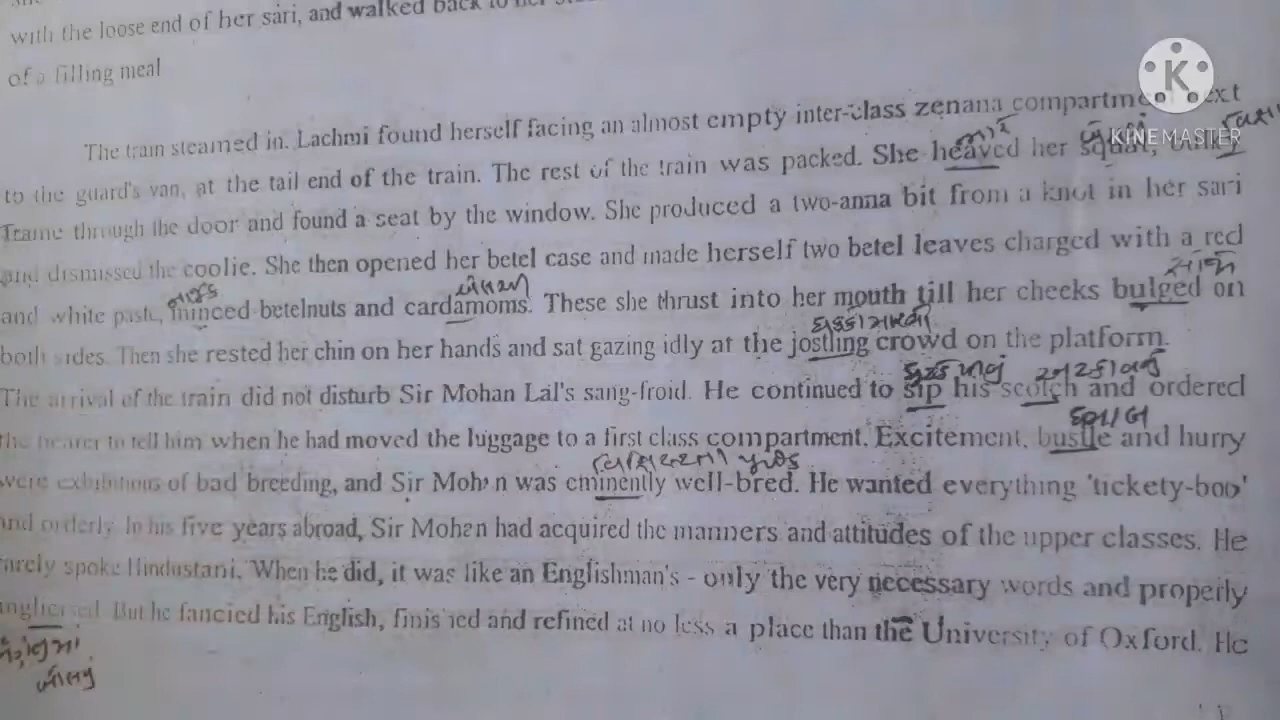 with the loose end of her sari, and walked back to her
of a filling meal
The train steamed in. Lachmi found herself facing an almost empty inter-class zenana compartment next
to the guard's van, at the tail end of the train. The rest of the train was packed. She heaved her squat, bulky
frame through the door and found a seat by the window. She produced a two-anna bit from a knot in her sari
and dismissed the coolie. She then opened her betel case and made herself two betel leaves charged with a red
and white paste, minced betelnuts and cardamoms. These she thrust into her mouth till her cheeks bulged on
both sides. Then she rested her chin on her hands and sat gazing idly at the jostling crowd on the platform.
The arrival of the train did not disturb Sir Mohan Lal's sang-froid. He continued to sip his scotch and ordered
the bearer to tell him when he had moved the luggage to a first class compartment. Excitement, bustle and hurry
were exhibitions of bad breeding, and Sir Mohan was eminently well-bred. He wanted everything 'tickety-boo'
and orderly. In his five years abroad, Sir Mohan had acquired the manners and attitudes of the upper classes. He
rarely spoke Hindustani. When he did, it was like an Englishman's - only the very necessary words and properly
anglicised. But he fancied his English, finished and refined at no less a place than the University of Oxford. He
K
KINEMASTER